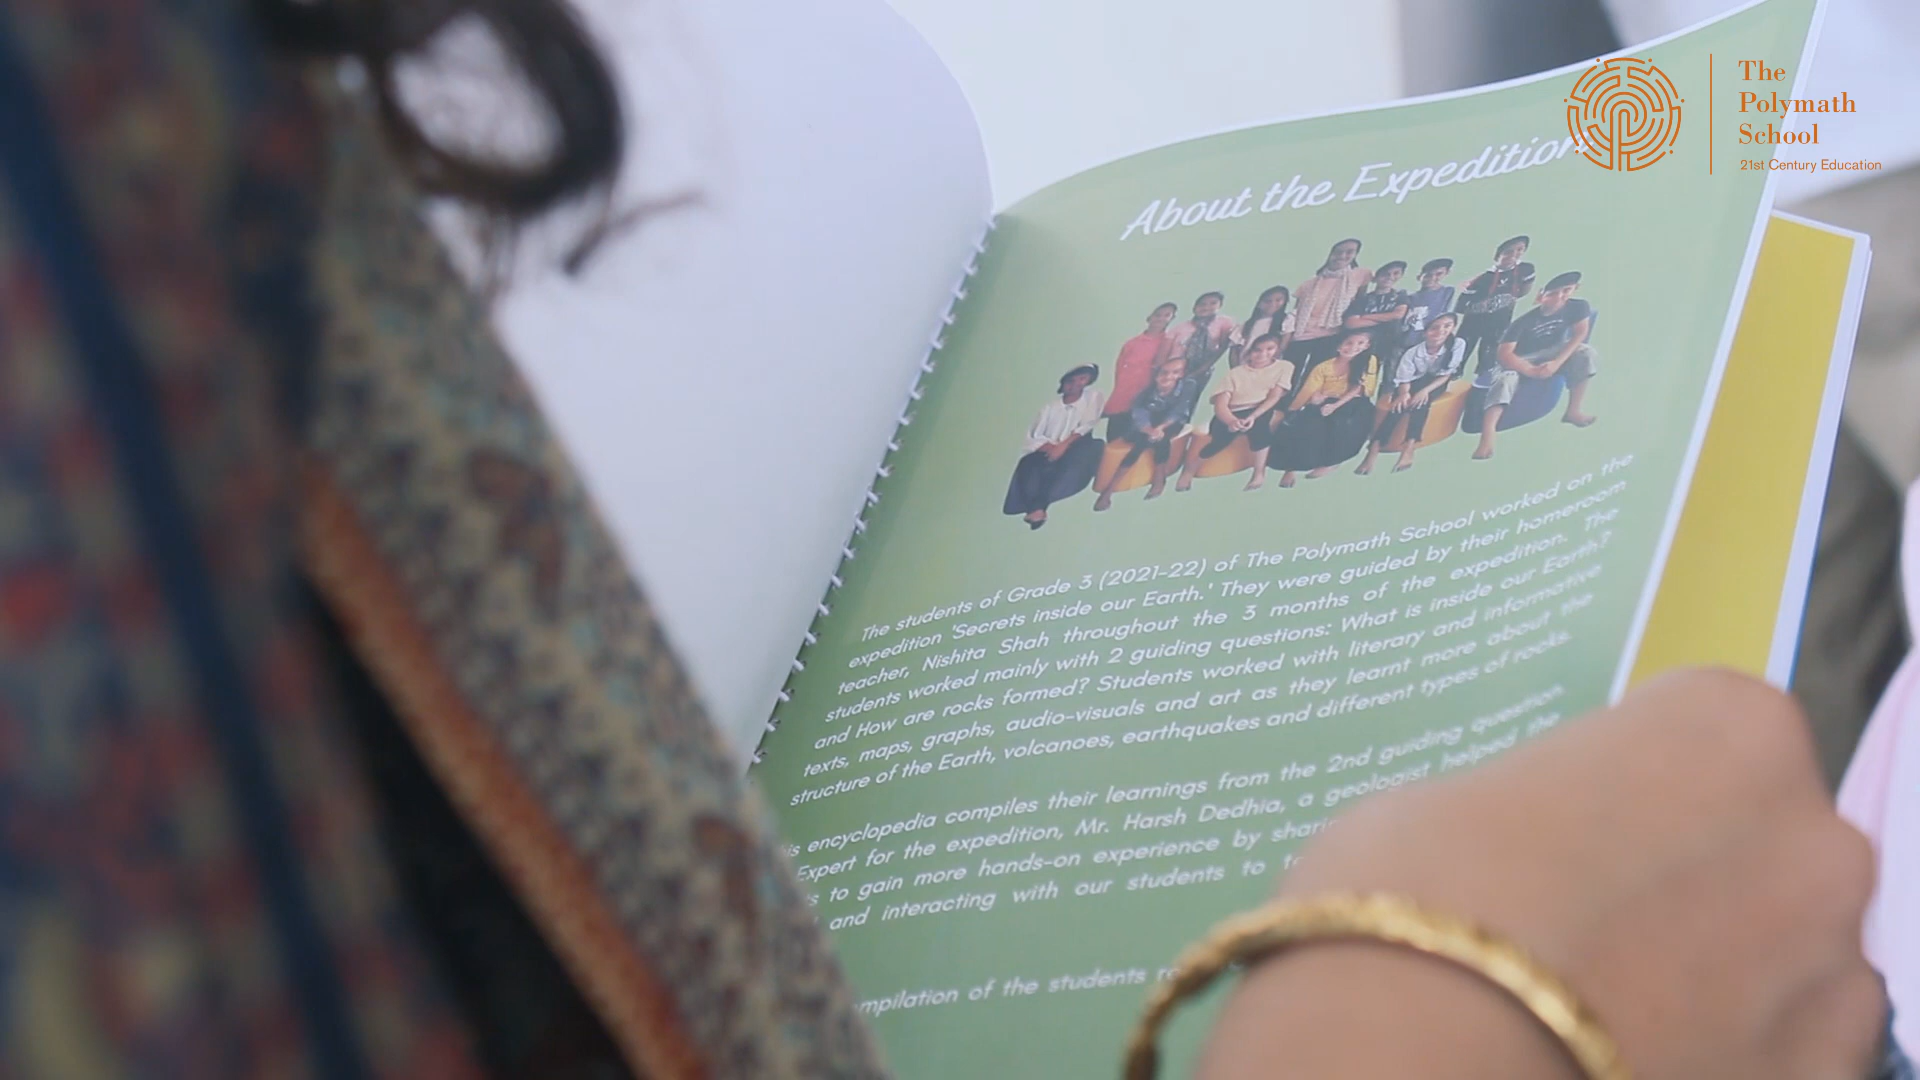 The
Polymath
School
21st Century Education
About the Expedition
The students of Grade 3 (2021-22) of The Polymath School worked on the
expedition 'Secrets inside our Earth.' They were guided by their homeroom
teacher, Nishita Shah throughout the 3 months of the expedition. The
students worked mainly with 2 guiding questions: What is inside our Earth?
and How are rocks formed? Students worked with literary and informative
texts, maps, graphs, audio-visuals and art as they learnt more about the
structure of the Earth, volcanoes, earthquakes and different types of rocks.
encyclopedia compiles their learnings from the 2nd guiding question.
Expert for the expedition, Mr. Harsh Dedhia, a geologist helped the
to gain more hands-on experience by
and interacting with our students to
of the students